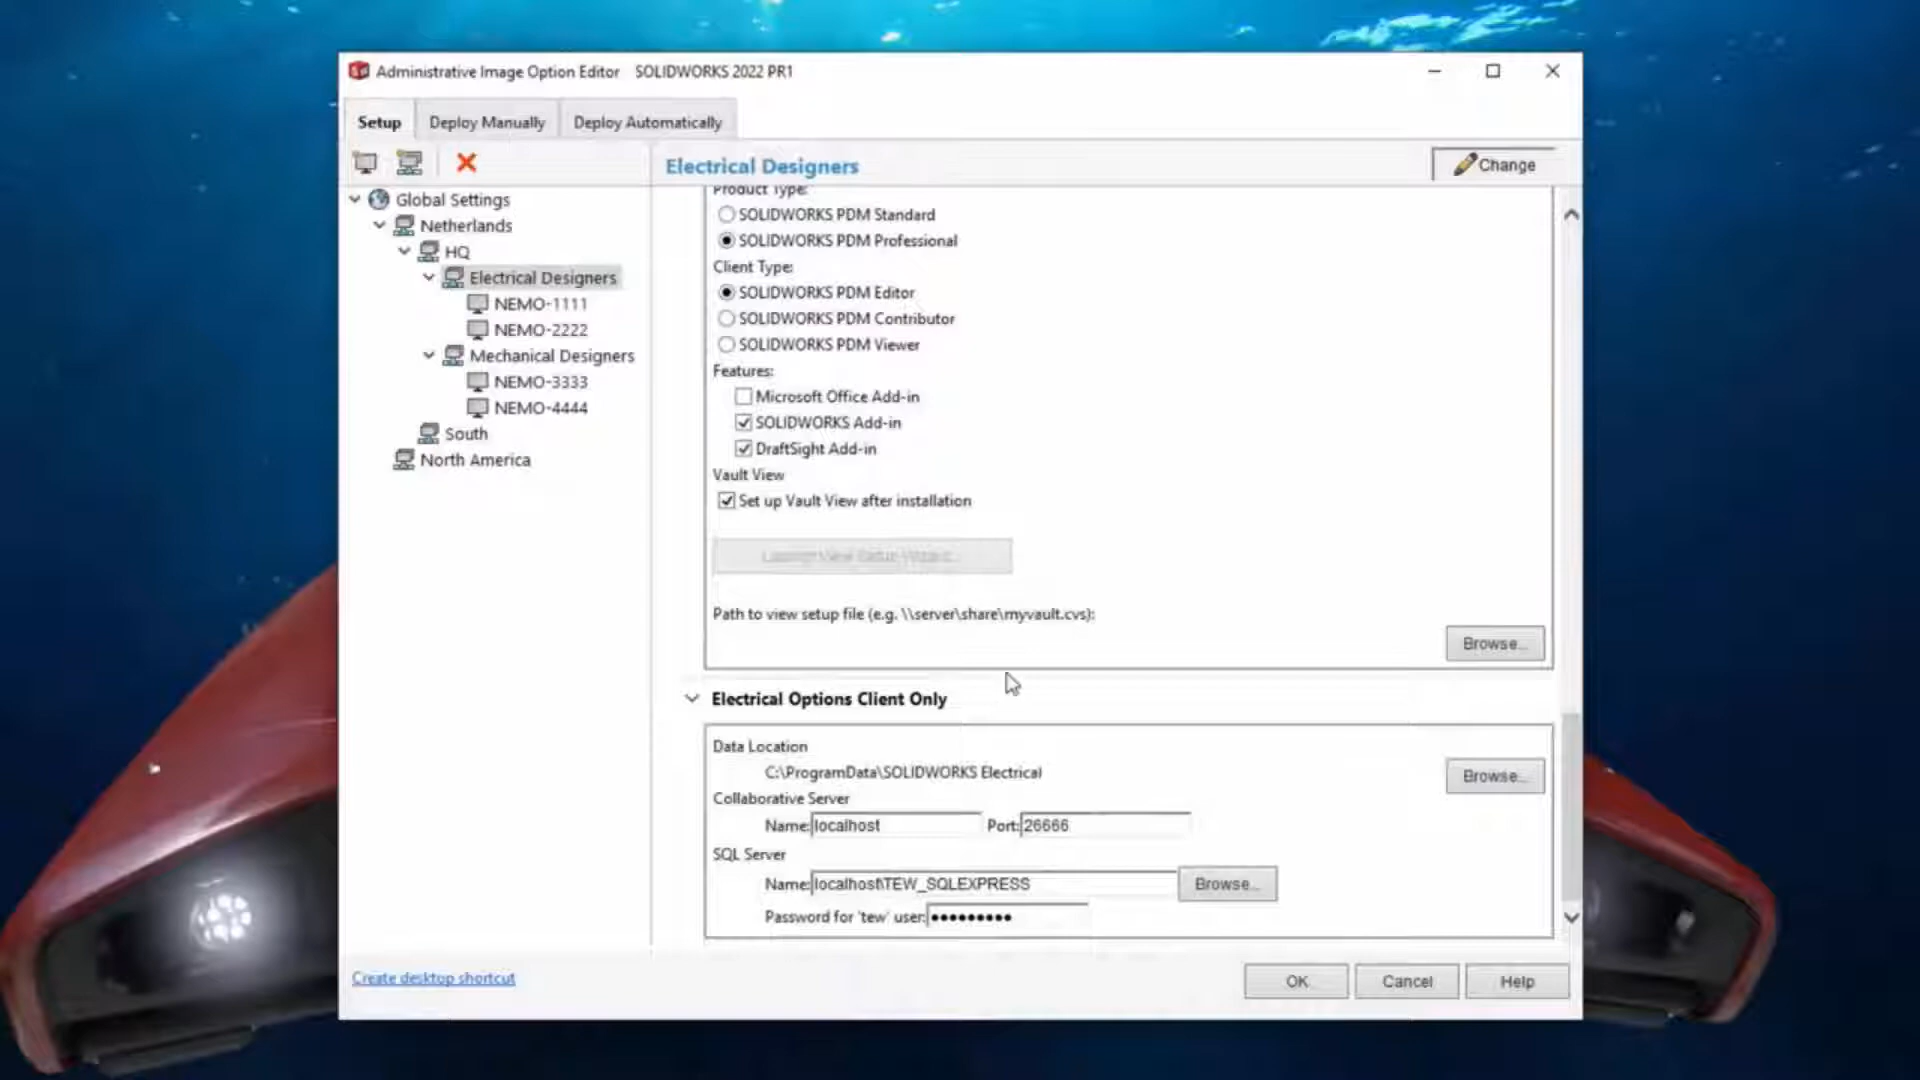 Administrative Image Option Editor SOLIDWORKS 2022 PR1
Setup Deploy Manually Deploy Automatically
Electrical Designers
Change
Global Settings
Netherlands
HQ
Electrical Designers
NEMO-1111
NEMO-2222
Mechanical Designers
NEMO-3333
NEMO-4444
South
North America
Product Type:
SOLIDWORKS PDM Standard
SOLIDWORKS PDM Professional
Client Type:
SOLIDWORKS PDM Editor
SOLIDWORKS PDM Contributor
SOLIDWORKS PDM Viewer
Features:
Microsoft Office Add-in
SOLIDWORKS Add-in
DraftSight Add-in
Vault View
Set up Vault View after installation
Path to view setup file (e.g. \\server\share\myvault.cvs):
Browse...
Electrical Options Client Only
Data Location
C:\ProgramData\SOLIDWORKS Electrical
Browse...
Collaborative Server
Name: localhost Port: 26666
SQL Server
Name: localhost\TEW_SQLEXPRESS Browse...
Password for 'tew' user: •••••••••
Create desktop shortcut
OK Cancel Help